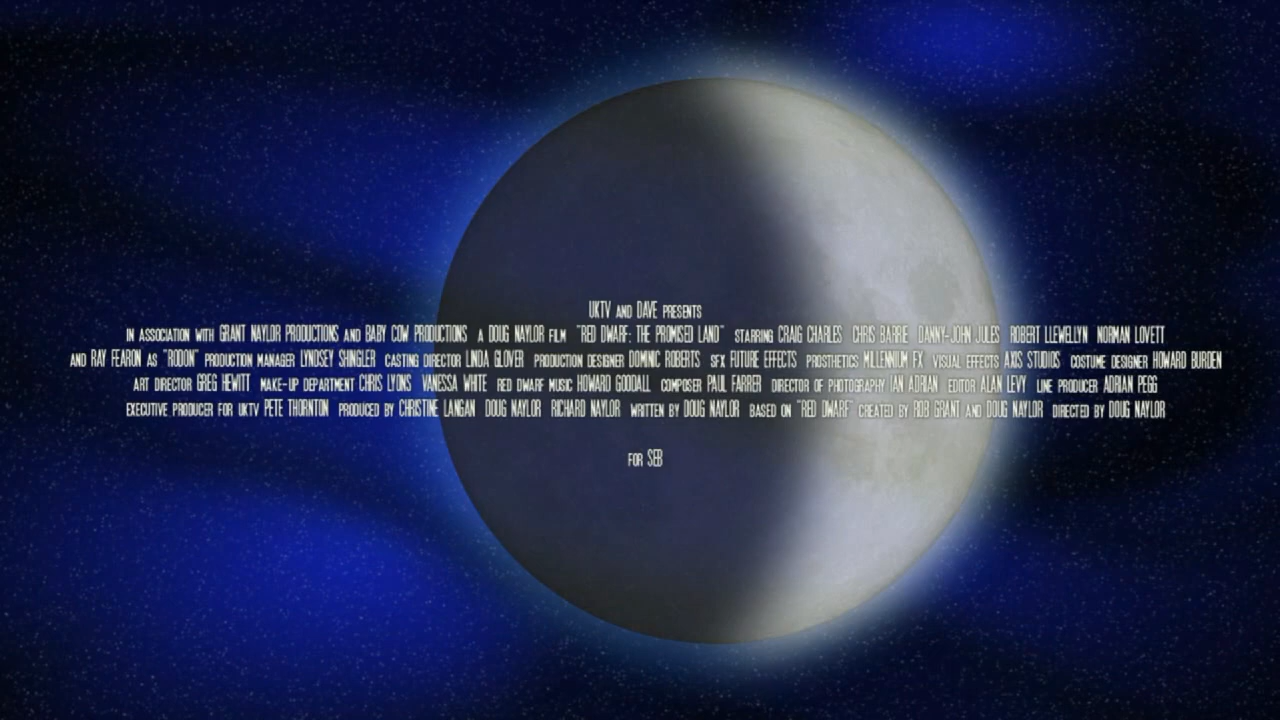 UKTV AND DAVE PRESENTS
IN ASSOCIATION WITH GRANT NAYLOR PRODUCTIONS AND BABY COW PRODUCTIONS A DOUG NAYLOR FILM "RED DWARF: THE PROMISED LAND" STARRING CRAIG CHARLES CHRIS BARRIE DANNY-JOHN JULES ROBERT LLEWELLYN NORMAN LOVETT
AND RAY FEARON AS "RODON" PRODUCTION MANAGER LYNDSEY SHINGLER CASTING DIRECTOR LINDA GLOVER PRODUCTION DESIGNER DOMINIC ROBERTS SFX FUTURE EFFECTS PROSTHETICS MILLENNIUM FX VISUAL EFFECTS AXIS STUDIOS COSTUME DESIGNER HOWARD BURDEN
ART DIRECTOR GREG HEWITT MAKE-UP DEPARTMENT CHRIS LYONS VANESSA WHITE RED DWARF MUSIC HOWARD GOODALL COMPOSER PAUL FARRER DIRECTOR OF PHOTOGRAPHY IAN ADRIAN EDITOR ALAN LEVY LINE PRODUCER ADRIAN PEGG
EXECUTIVE PRODUCER FOR UKTV PETE THORNTON PRODUCED BY CHRISTINE LANGAN DOUG NAYLOR RICHARD NAYLOR WRITTEN BY DOUG NAYLOR BASED ON "RED DWARF" CREATED BY ROB GRANT AND DOUG NAYLOR DIRECTED BY DOUG NAYLOR
FOR SEB